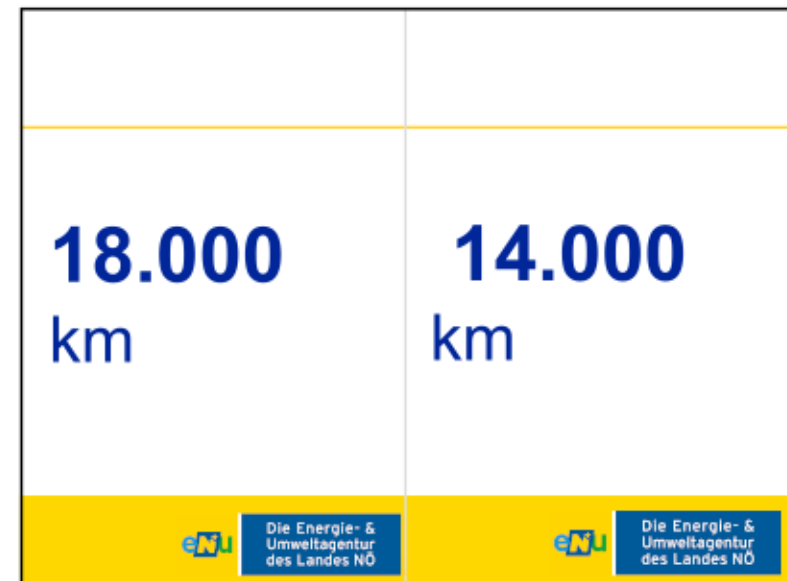 18.000
km
eNu
Die Energie- &
Umweltagentur
des Landes NÖ
14.000
km
eNu
Die Energie- &
Umweltagentur
des Landes NÖ